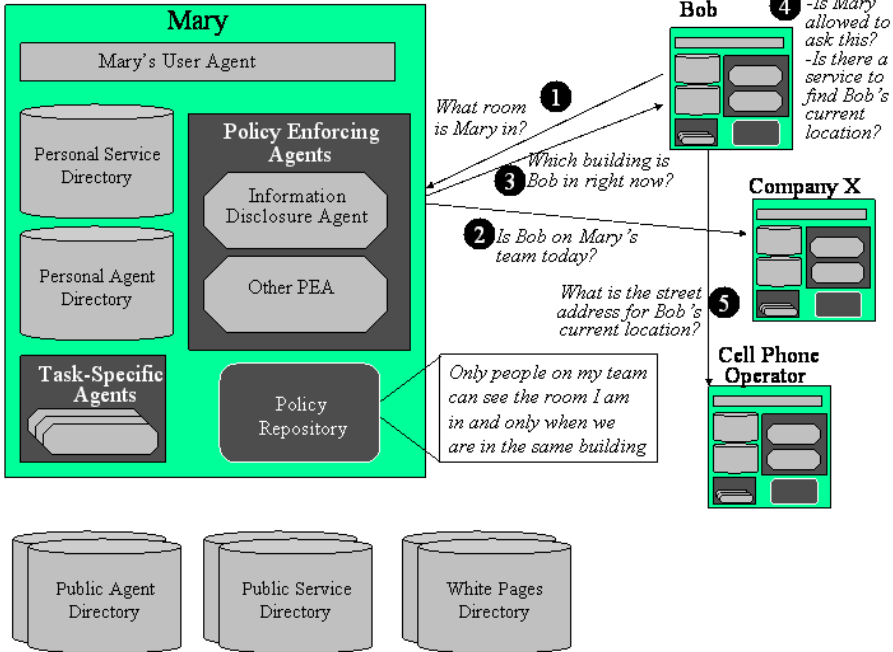 Mary
Mary's User Agent
Personal Service
Directory
Personal Agent
Directory
Task-Specific
Agents
Policy Enforcing
Agents
Information
Disclosure Agent
Other PEA
Policy
Repository
Only people on my team
can see the room I am
in and only when we
are in the same building
1
What room
is Mary in?
3
Which building is
Bob in right now?
2
Is Bob on Mary's
team today?
What is the street
address for Bob's
current location?
5
Bob
4
-Is Mary
allowed to
ask this?
-Is there a
service to
find Bob's
current
location?
Company X
Cell Phone
Operator
Public Agent
Directory
Public Service
Directory
White Pages
Directory